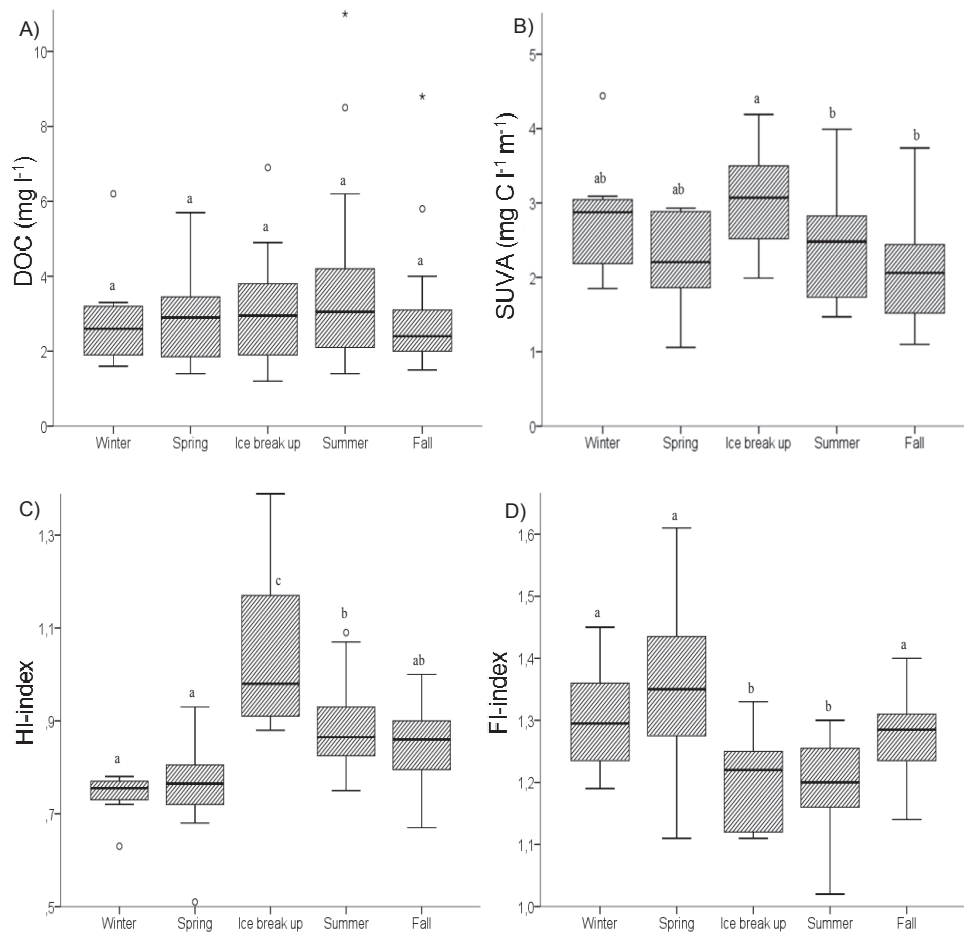 A)
DOC (mg l⁻¹)
10
8
6
4
2
0
*
*
a
a
a
a
a
Winter
Spring
Ice break up
Summer
Fall
B)
SUVA (mg C l⁻¹ m⁻¹)
5
4
3
2
1
0
ab
ab
a
b
b
Winter
Spring
Ice break up
Summer
Fall
C)
HI-index
1,3
1,1
,9
,7
,5
a
a
c
b
ab
Winter
Spring
Ice break up
Summer
Fall
D)
FI-index
1,6
1,5
1,4
1,3
1,2
1,1
1,0
a
a
b
b
a
Winter
Spring
Ice break up
Summer
Fall